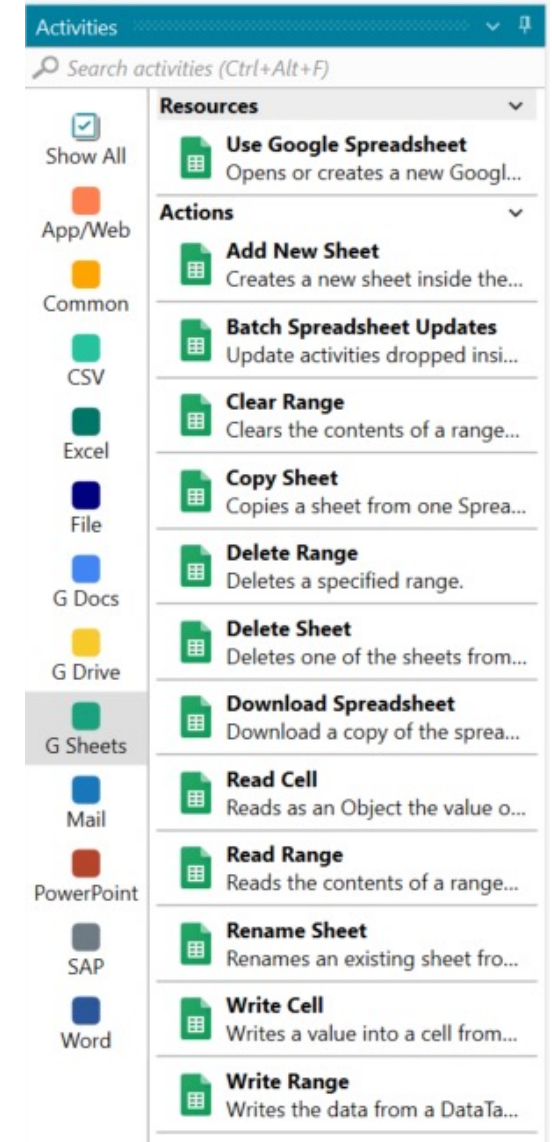 Activities
Search activities (Ctrl+Alt+F)
Show All
App/Web
Common
CSV
Excel
File
G Docs
G Drive
G Sheets
Mail
PowerPoint
SAP
Word
Resources
Use Google Spreadsheet
Opens or creates a new Googl...
Actions
Add New Sheet
Creates a new sheet inside the...
Batch Spreadsheet Updates
Update activities dropped insi...
Clear Range
Clears the contents of a range...
Copy Sheet
Copies a sheet from one Sprea...
Delete Range
Deletes a specified range.
Delete Sheet
Deletes one of the sheets from...
Download Spreadsheet
Download a copy of the sprea...
Read Cell
Reads as an Object the value o...
Read Range
Reads the contents of a range...
Rename Sheet
Renames an existing sheet fro...
Write Cell
Writes a value into a cell from...
Write Range
Writes the data from a DataTa...